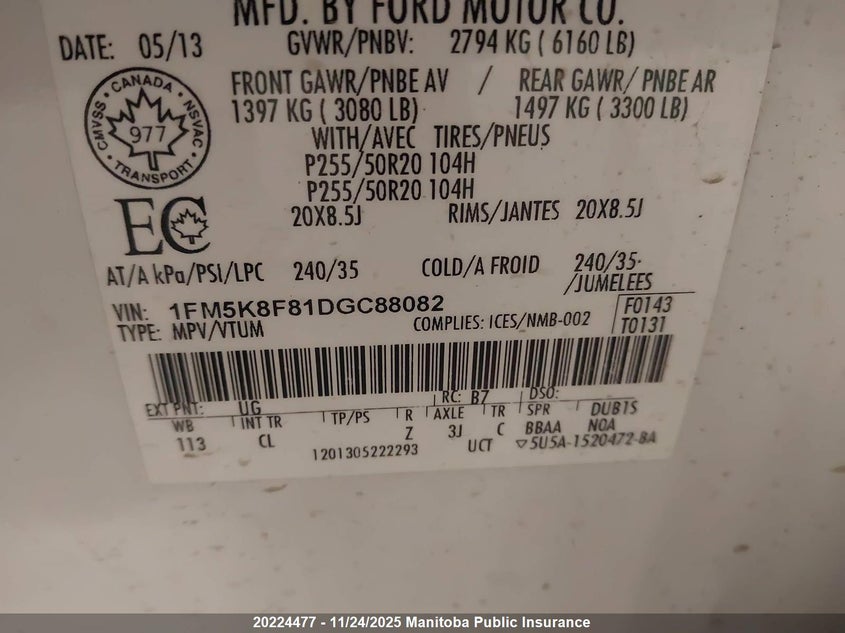 MFD. BY FORD MOTOR CO.
DATE: 05/13 GVWR/PNBV: 2794 KG ( 6160 LB)
FRONT GAWR/PNBE AV / REAR GAWR/ PNBE AR
1397 KG ( 3080 LB) 1497 KG ( 3300 LB)
WITH/AVEC TIRES/PNEUS
P255/50R20 104H
P255/50R20 104H
20X8.5J RIMS/JANTES 20X8.5J
CANADA
CMVSS NSVAC
977
TRANSPORT
EC
AT/A kPa/PSI/LPC 240/35 COLD/A FROID 240/35
/JUMELEES
VIN: 1FM5K8F81DGC88082
TYPE: MPV/VTUM COMPLIES: ICES/NMB-002
F0143
T0131
EXT PNT: UG RC: B7 DSO:
WB INT TR TP/PS R AXLE TR SPR DUB1S
113 CL Z 3J C BBAA N0A
1201305222293 UCT ▽5U5A-1520472-BA
20224477 - 11/24/2025 Manitoba Public Insurance